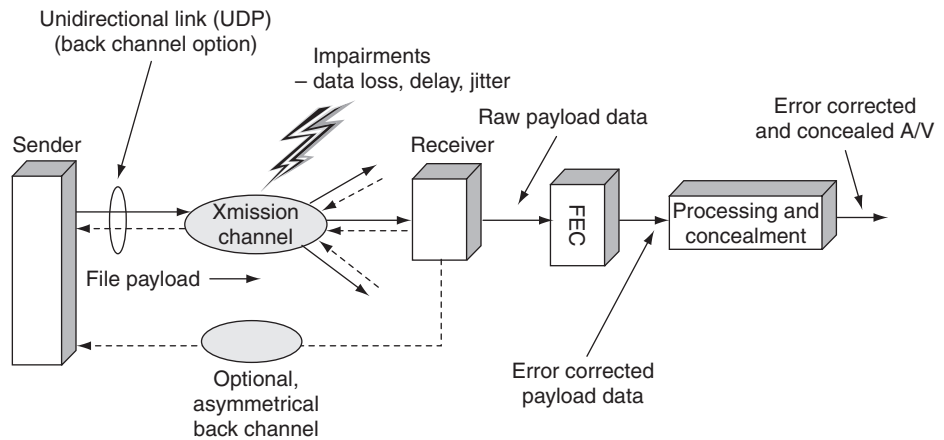 Unidirectional link (UDP)
(back channel option)
Impairments
– data loss, delay, jitter
Sender
Receiver
Raw payload data
Error corrected
and concealed A/V
Xmission
channel
FEC
Processing and
concealment
File payload
Optional,
asymmetrical
back channel
Error corrected
payload data